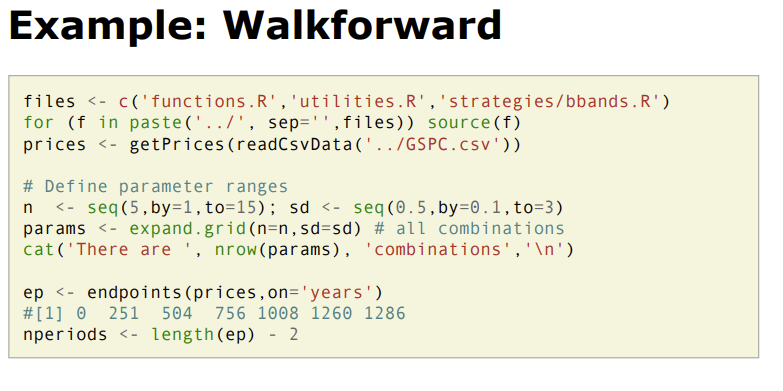 Example: Walkforward
files <- c('functions.R','utilities.R','strategies/bbands.R')
for (f in paste('../', sep='',files)) source(f)
prices <- getPrices(readCsvData('../GSPC.csv'))
# Define parameter ranges
n  <- seq(5,by=1,to=15); sd <- seq(0.5,by=0.1,to=3)
params <- expand.grid(n=n,sd=sd) # all combinations
cat('There are ', nrow(params), 'combinations','\n')
ep <- endpoints(prices,on='years')
#[1] 0  251  504  756 1008 1260 1286
nperiods <- length(ep) - 2